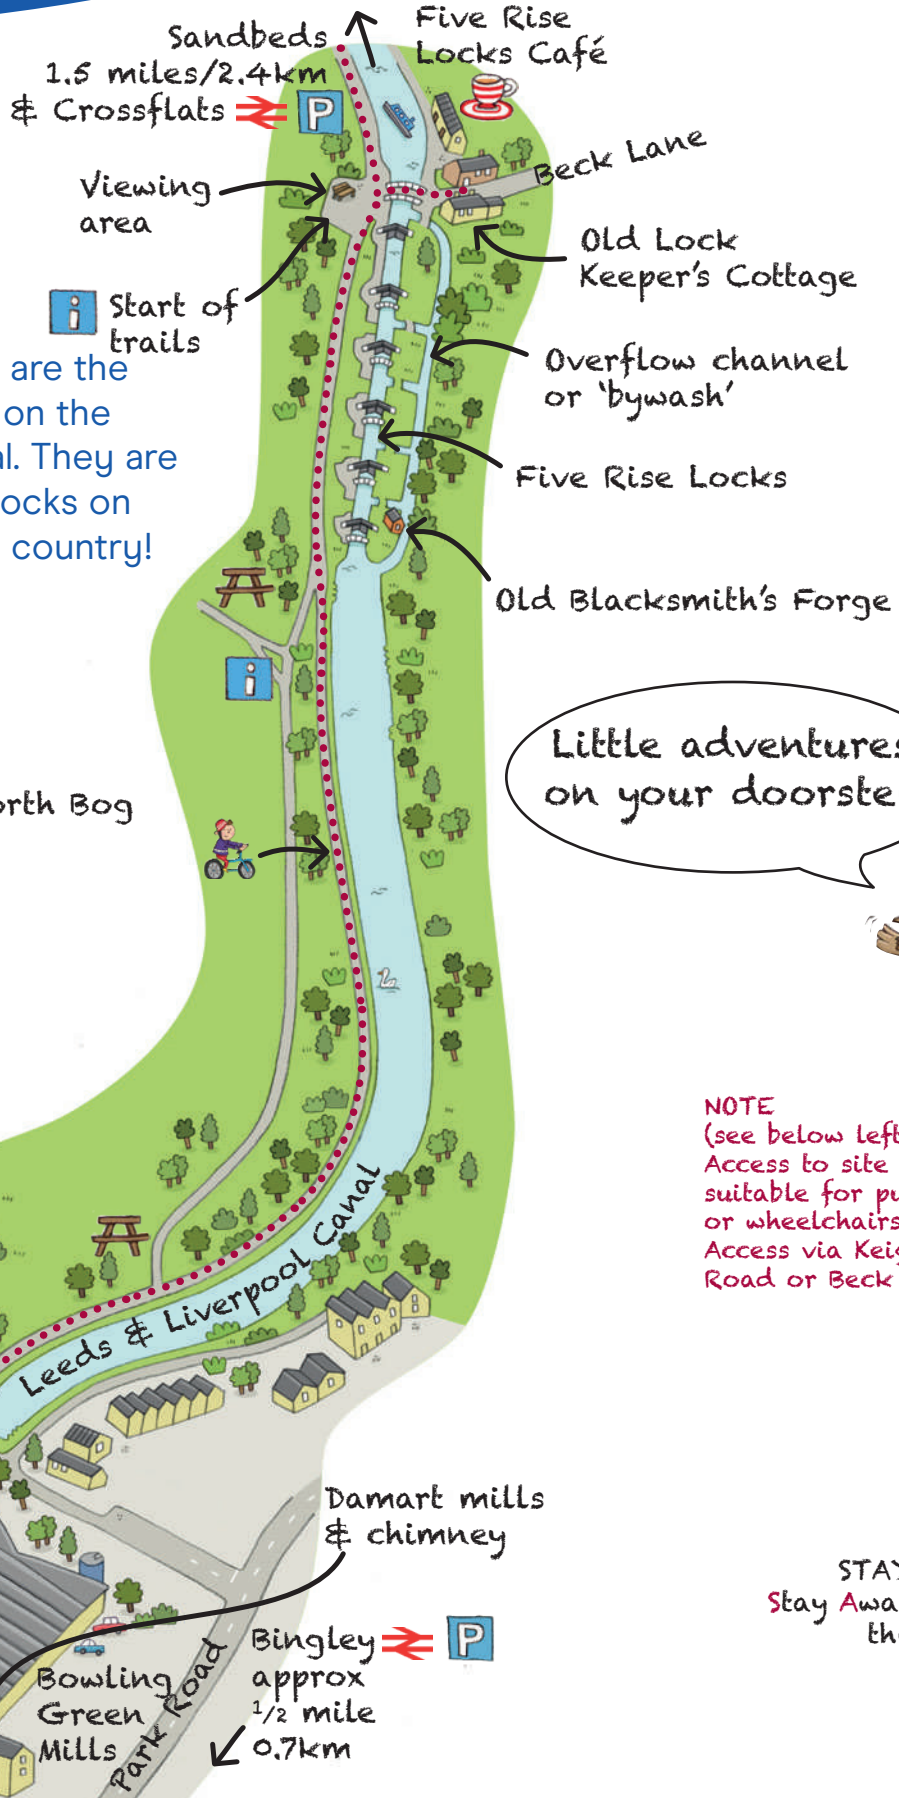 Sandbeds
1.5 miles/2.4km
& Crossflats
P
Five Rise
Locks Café
Beck Lane
Viewing
area
Old Lock
Keeper's Cottage
i
Start of
trails
are the
on the
al. They are
ocks on
country!
Overflow channel
or 'bywash'
Five Rise Locks
Old Blacksmith's Forge
i
Little adventures
on your doorste
orth Bog
NOTE
(see below left
Access to site
suitable for pu
or wheelchairs
Access via Keig
Road or Beck
Leeds & Liverpool Canal
Damart mills
& chimney
STAY
Stay Awa
th
Bingley
P
approx
1/2 mile
0.7km
Bowling
Green
Mills
Park Road